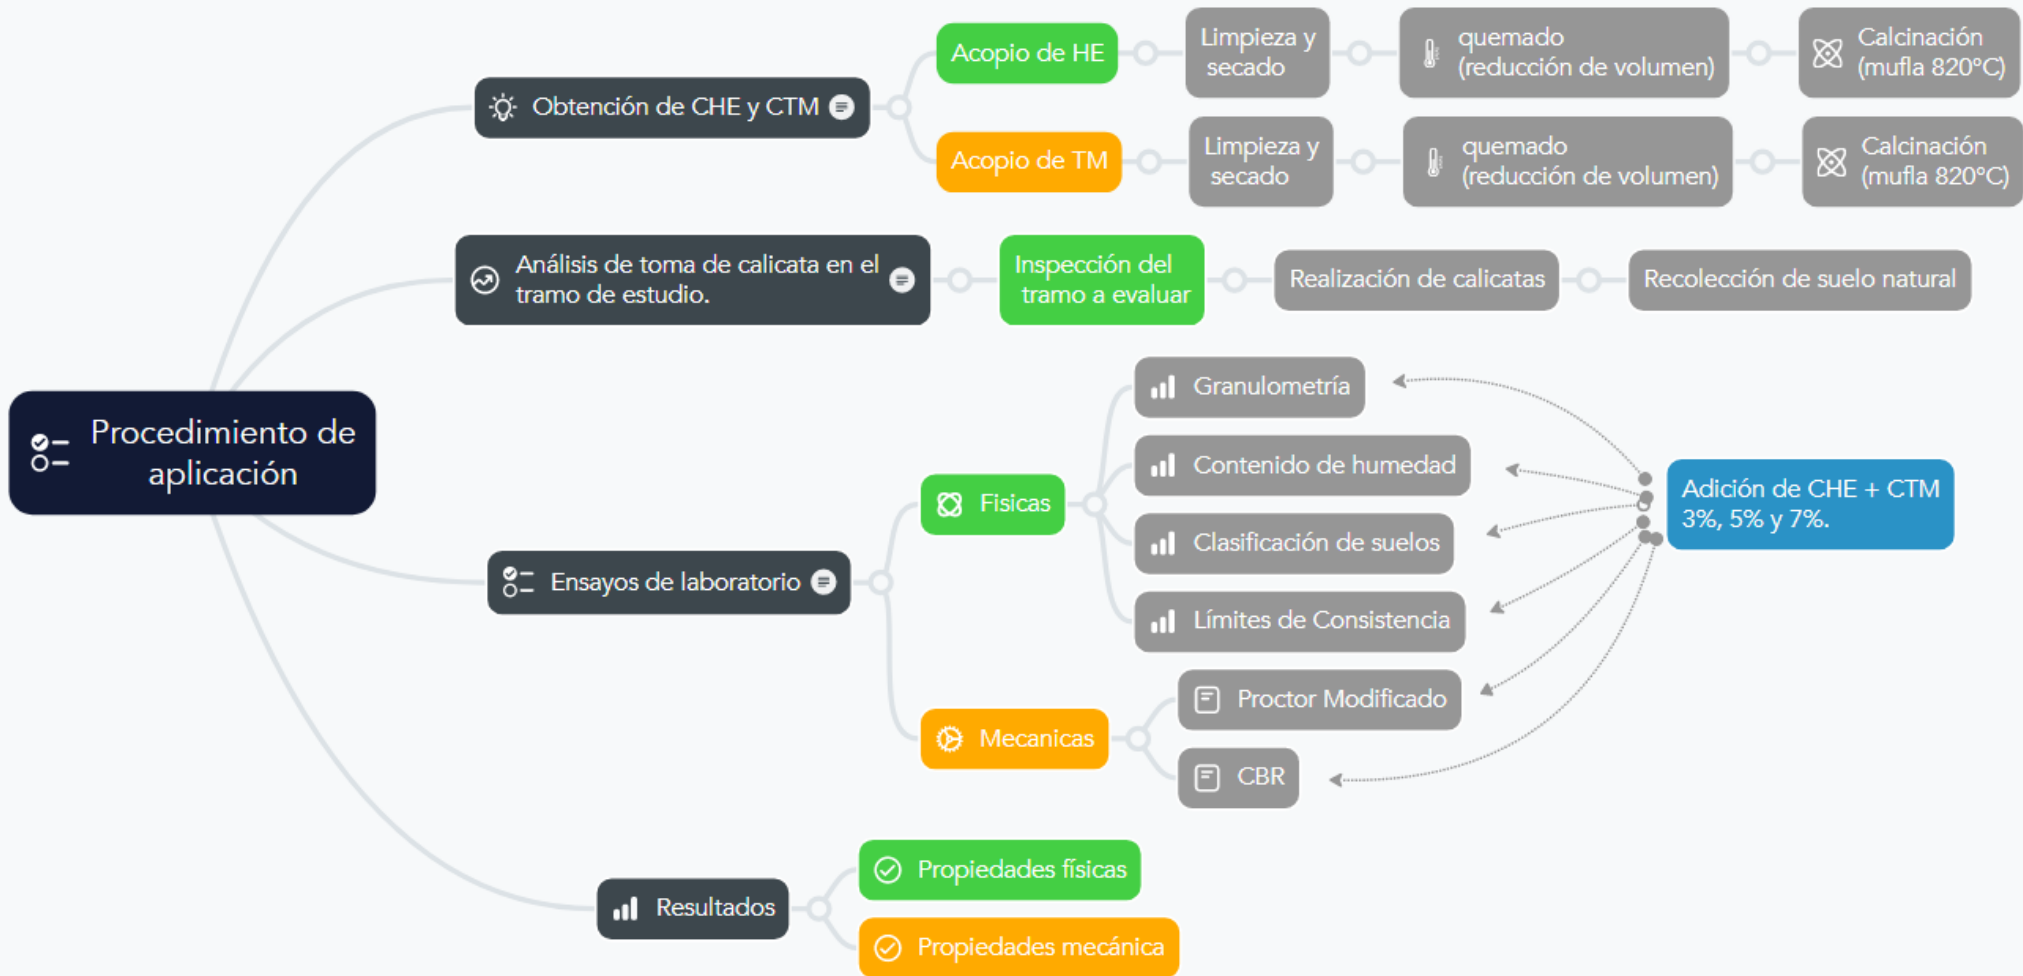 Procedimiento de
aplicación
Obtención de CHE y CTM
Acopio de HE
Limpieza y
secado
quemado
(reducción de volumen)
Calcinación
(mufla 820°C)
Acopio de TM
Limpieza y
secado
quemado
(reducción de volumen)
Calcinación
(mufla 820°C)
Análisis de toma de calicata en el
tramo de estudio.
Inspección del
tramo a evaluar
Realización de calicatas
Recolección de suelo natural
Ensayos de laboratorio
Fisicas
Granulometría
Contenido de humedad
Clasificación de suelos
Límites de Consistencia
Mecanicas
Proctor Modificado
CBR
Adición de CHE + CTM
3%, 5% y 7%.
Resultados
Propiedades físicas
Propiedades mecánica